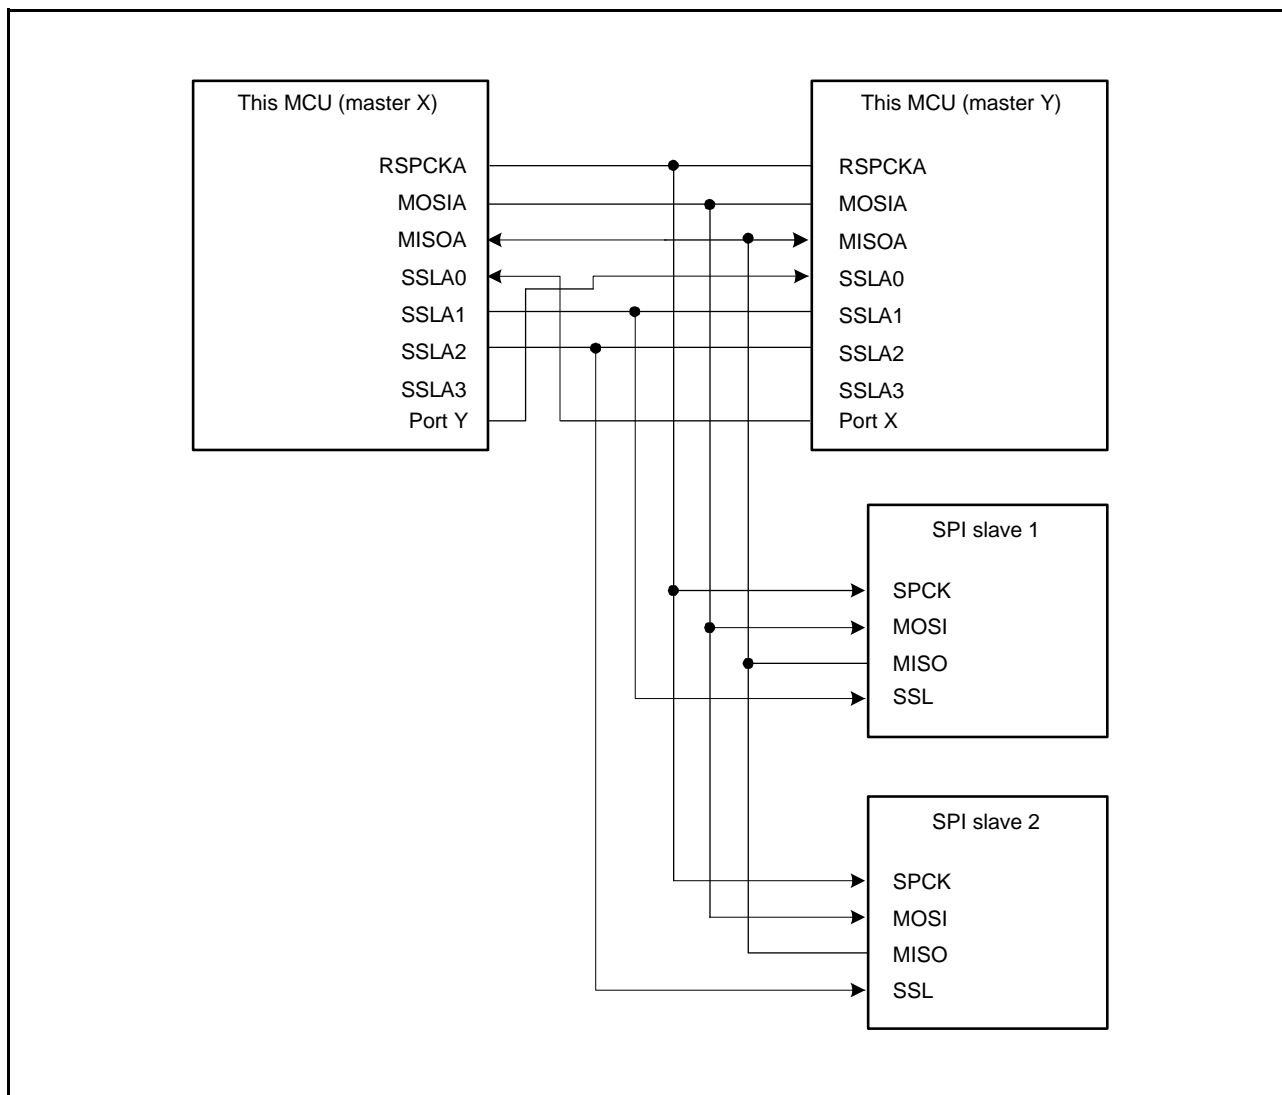 This MCU (master X)
RSPCKA
MOSIA
MISOA
SSLA0
SSLA1
SSLA2
SSLA3
Port Y
This MCU (master Y)
RSPCKA
MOSIA
MISOA
SSLA0
SSLA1
SSLA2
SSLA3
Port X
SPI slave 1
SPCK
MOSI
MISO
SSL
SPI slave 2
SPCK
MOSI
MISO
SSL